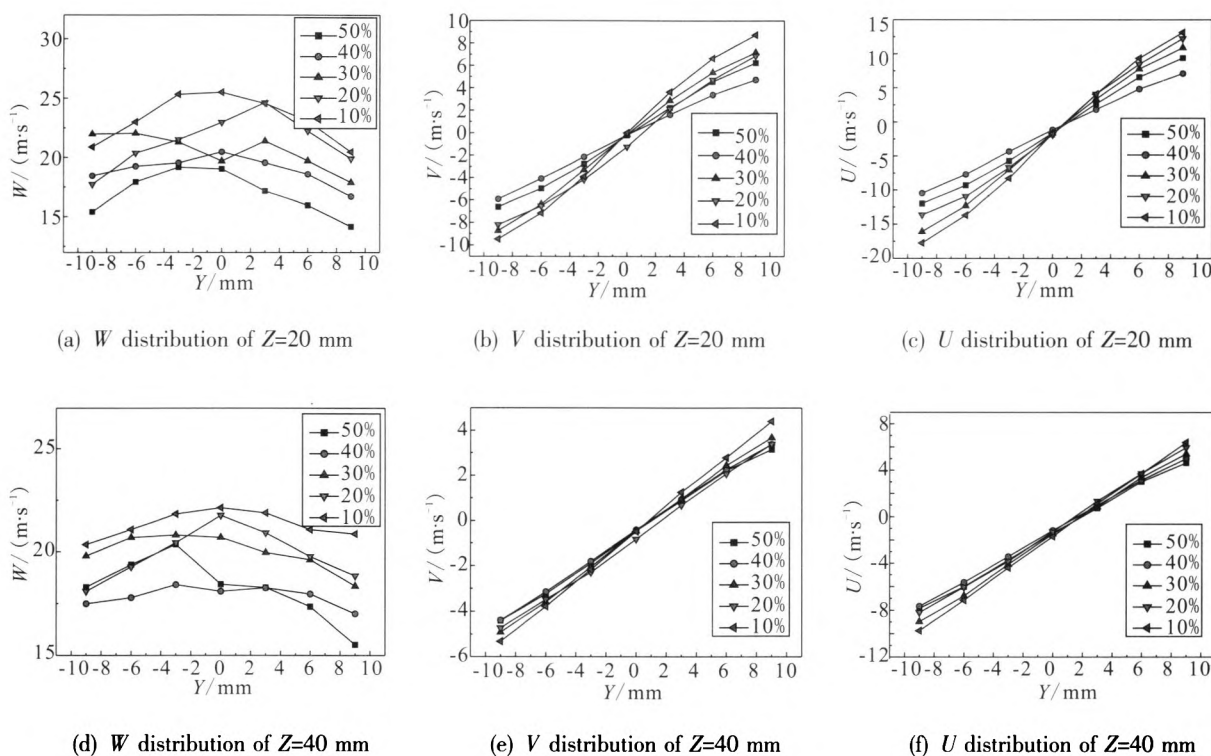 30
25
20
15
W/(m·s⁻¹)
50%
40%
30%
20%
10%
-10 -8 -6 -4 -2 0 2 4 6 8 10
Y/mm
(a) W distribution of Z=20 mm
10
8
6
4
2
0
-2
-4
-6
-8
-10
V/(m·s⁻¹)
50%
40%
30%
20%
10%
-10 -8 -6 -4 -2 0 2 4 6 8 10
Y/mm
(b) V distribution of Z=20 mm
15
10
5
0
-5
-10
-15
-20
U/(m·s⁻¹)
50%
40%
30%
20%
10%
-10 -8 -6 -4 -2 0 2 4 6 8 10
Y/mm
(c) U distribution of Z=20 mm
25
20
15
W/(m·s⁻¹)
50%
40%
30%
20%
10%
-10 -8 -6 -4 -2 0 2 4 6 8 10
Y/mm
(d) W distribution of Z=40 mm
4
2
0
-2
-4
-6
V/(m·s⁻¹)
50%
40%
30%
20%
10%
-10 -8 -6 -4 -2 0 2 4 6 8 10
Y/mm
(e) V distribution of Z=40 mm
8
4
0
-4
-8
-12
U/(m·s⁻¹)
50%
40%
30%
20%
10%
-10 -8 -6 -4 -2 0 2 4 6 8 10
Y/mm
(f) U distribution of Z=40 mm